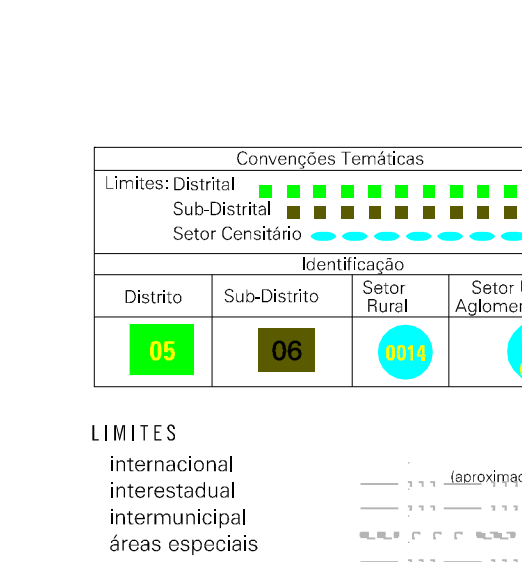 Convenções Temáticas
Limites: Distrital
Sub-Distrital
Setor Censitário
Identificação
Distrito Sub-Distrito Setor Rural Setor
05 06 0014
LIMITES
internacional
interestadual
intermunicipal
áreas especiais